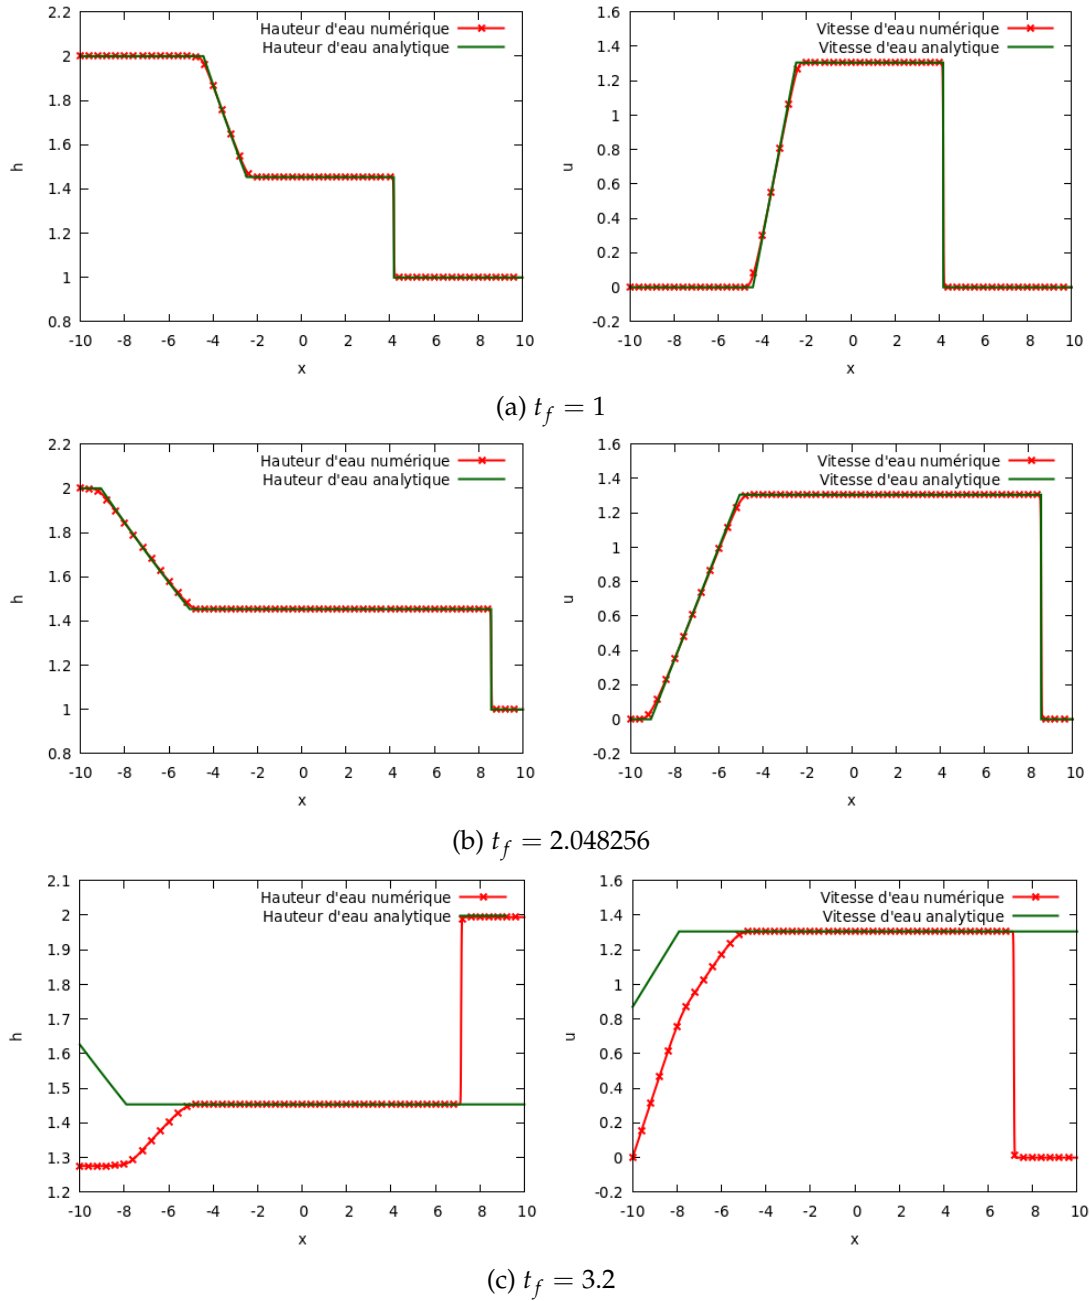 Hauteur d'eau numérique
Hauteur d'eau analytique
h
2.2
2
1.8
1.6
1.4
1.2
1
0.8
-10 -8 -6 -4 -2 0 2 4 6 8 10
x
Vitesse d'eau numérique
Vitesse d'eau analytique
u
1.6
1.4
1.2
1
0.8
0.6
0.4
0.2
0
-0.2
-10 -8 -6 -4 -2 0 2 4 6 8 10
x
(a) t_f = 1
Hauteur d'eau numérique
Hauteur d'eau analytique
h
2.2
2
1.8
1.6
1.4
1.2
1
0.8
-10 -8 -6 -4 -2 0 2 4 6 8 10
x
Vitesse d'eau numérique
Vitesse d'eau analytique
u
1.6
1.4
1.2
1
0.8
0.6
0.4
0.2
0
-0.2
-10 -8 -6 -4 -2 0 2 4 6 8 10
x
(b) t_f = 2.048256
Hauteur d'eau numérique
Hauteur d'eau analytique
h
2.1
2
1.9
1.8
1.7
1.6
1.5
1.4
1.3
1.2
-10 -8 -6 -4 -2 0 2 4 6 8 10
x
Vitesse d'eau numérique
Vitesse d'eau analytique
u
1.6
1.4
1.2
1
0.8
0.6
0.4
0.2
0
-0.2
-10 -8 -6 -4 -2 0 2 4 6 8 10
x
(c) t_f = 3.2